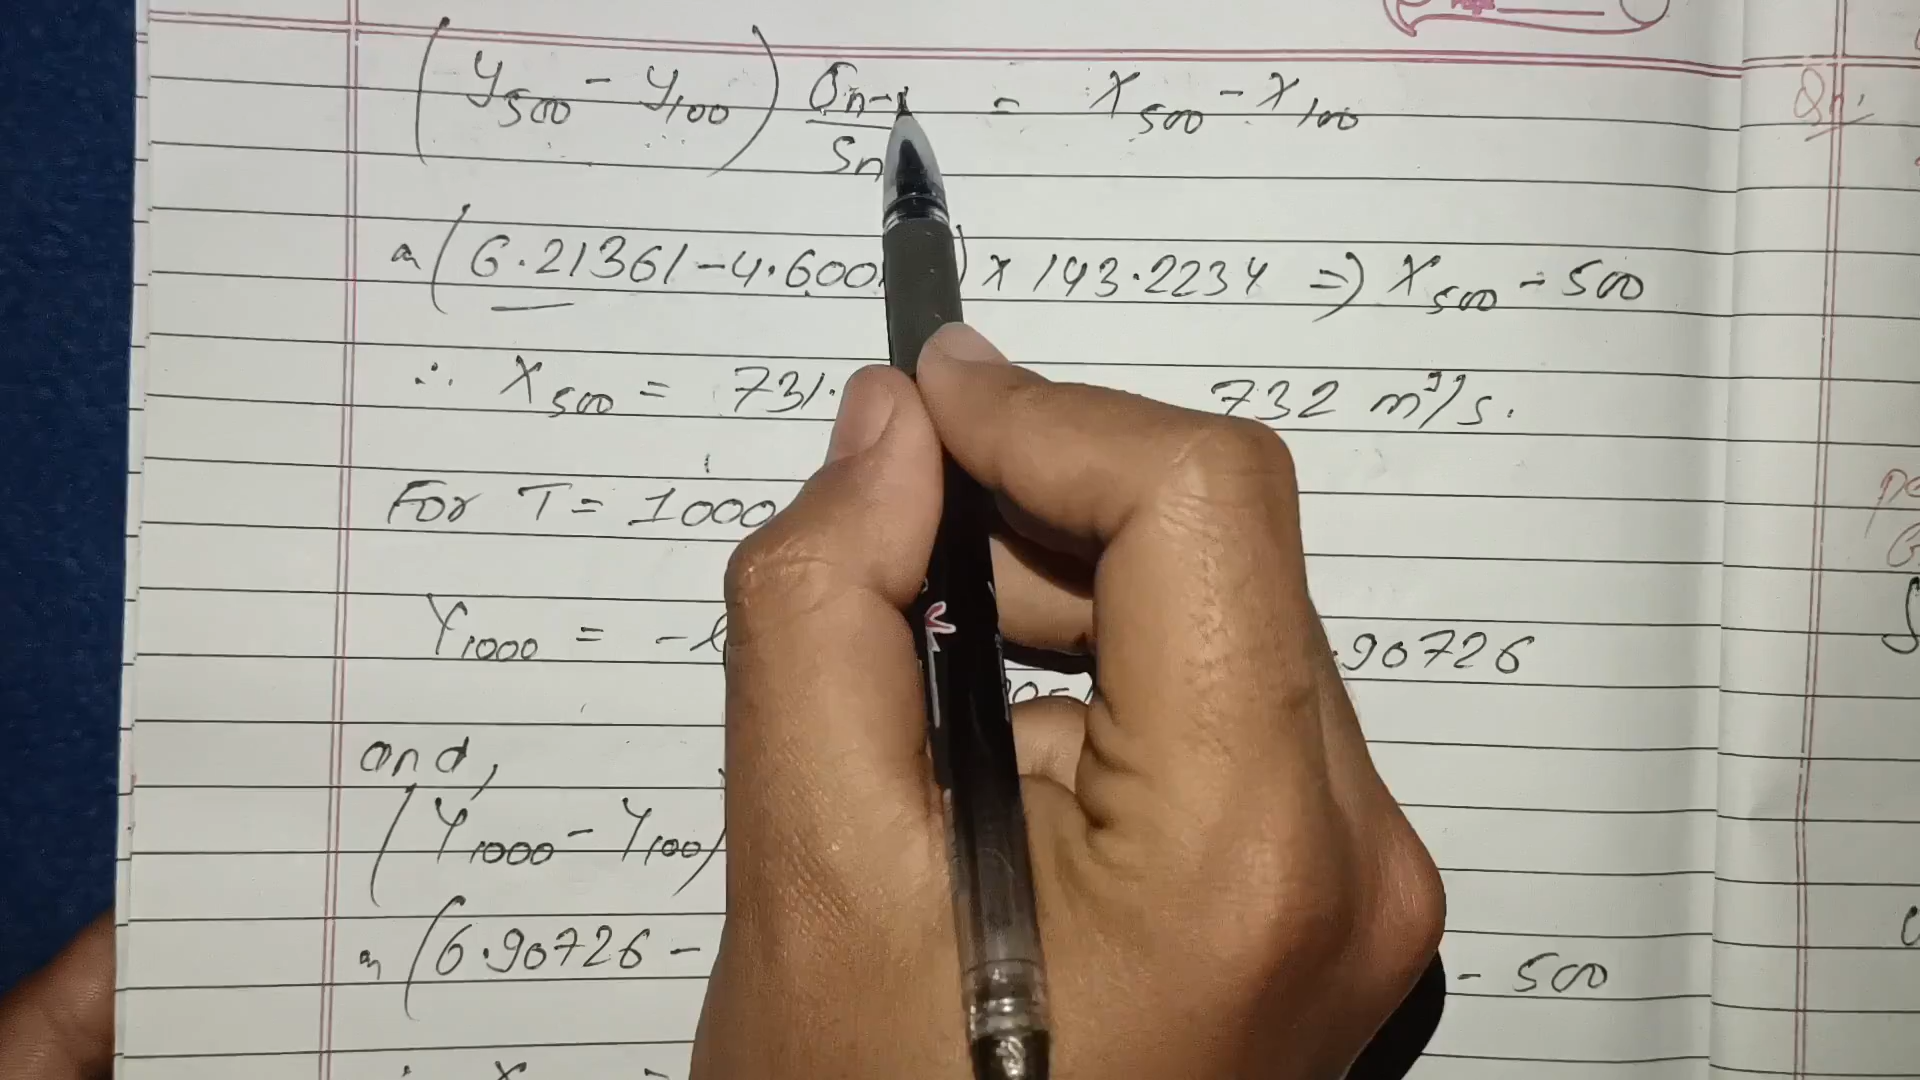 (y500 - y100) σn-1/Sn = x500 - x100
(6.21361 - 4.600 ) x 143.2234 => x500 - 500
∴ x500 = 731. 732 m³/s.
For T = 1000
Y1000 = - .90726
and,
(Y1000 - Y100)
(6.90726 - - 500